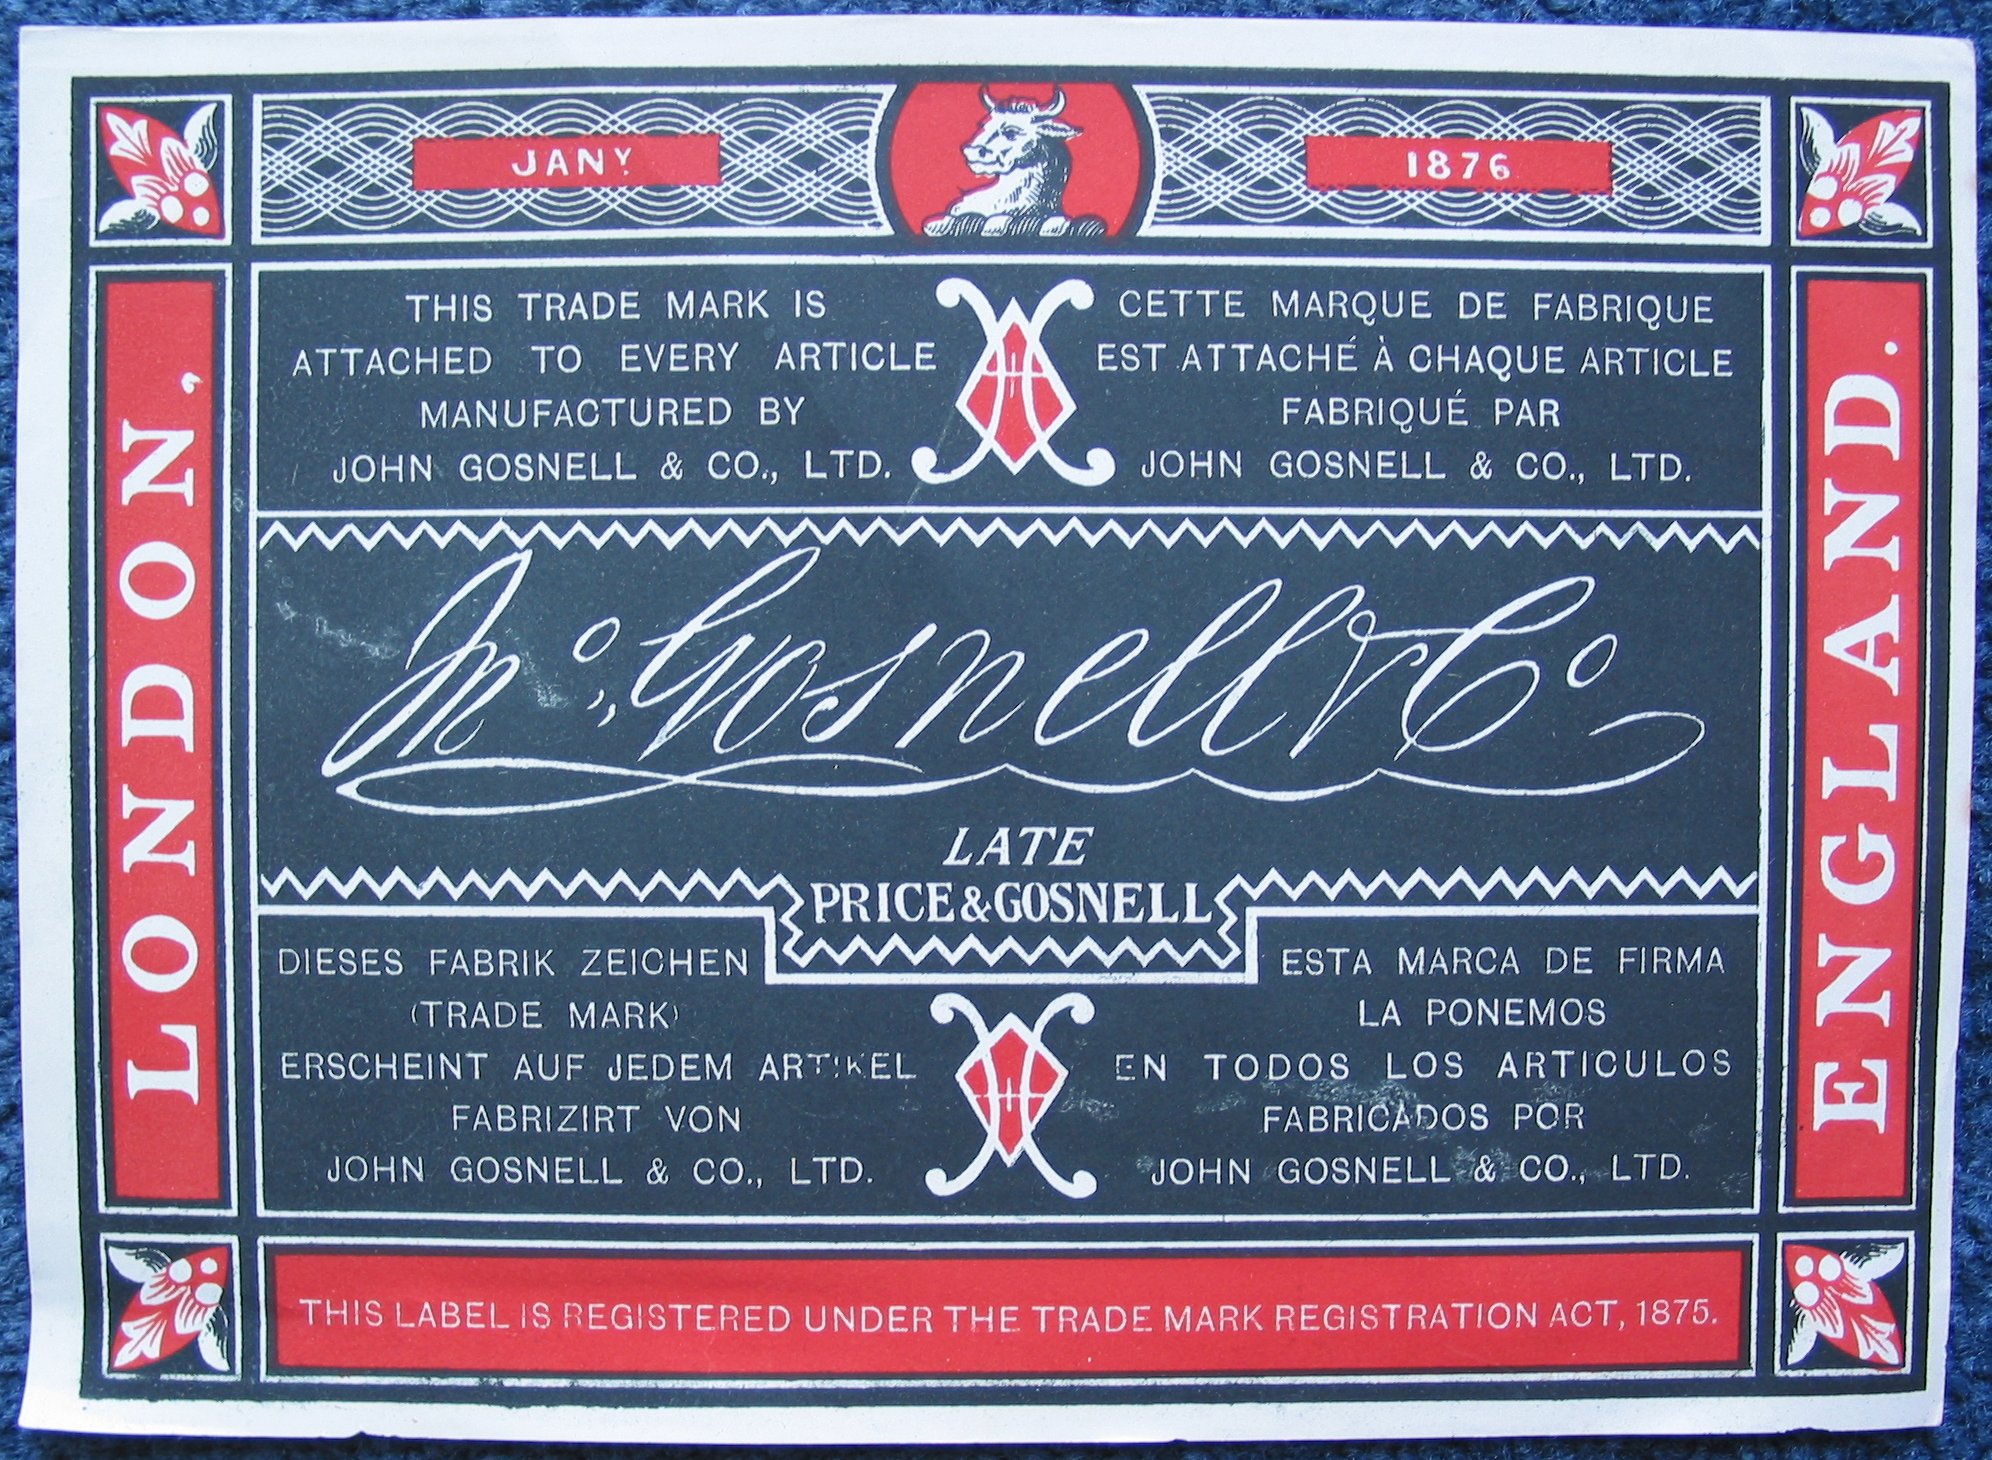 JANY.
1876
THIS TRADE MARK IS
ATTACHED TO EVERY ARTICLE
MANUFACTURED BY
JOHN GOSNELL & CO., LTD.
CETTE MARQUE DE FABRIQUE
EST ATTACHÉ À CHAQUE ARTICLE
FABRIQUÉ PAR
JOHN GOSNELL & CO., LTD.
LONDON.
ENGLAND.
Jno. Gosnell & Co.
LATE
PRICE & GOSNELL
DIESES FABRIK ZEICHEN
(TRADE MARK)
ERSCHEINT AUF JEDEM ARTIKEL
FABRIZIRT VON
JOHN GOSNELL & CO., LTD.
ESTA MARCA DE FIRMA
LA PONEMOS
EN TODOS LOS ARTICULOS
FABRICADOS POR
JOHN GOSNELL & CO., LTD.
THIS LABEL IS REGISTERED UNDER THE TRADE MARK REGISTRATION ACT, 1875.